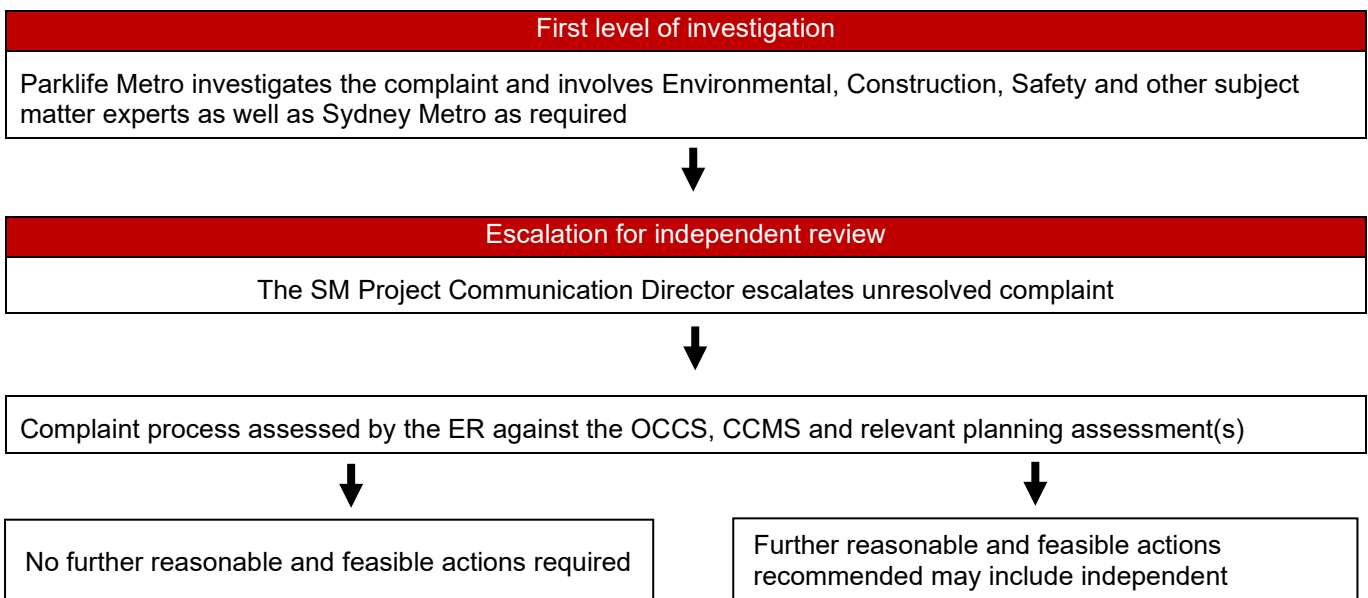 First level of investigation
Parklife Metro investigates the complaint and involves Environmental, Construction, Safety and other subject
matter experts as well as Sydney Metro as required
Escalation for independent review
The SM Project Communication Director escalates unresolved complaint
Complaint process assessed by the ER against the OCCS, CCMS and relevant planning assessment(s)
No further reasonable and feasible actions required
Further reasonable and feasible actions
recommended may include independent